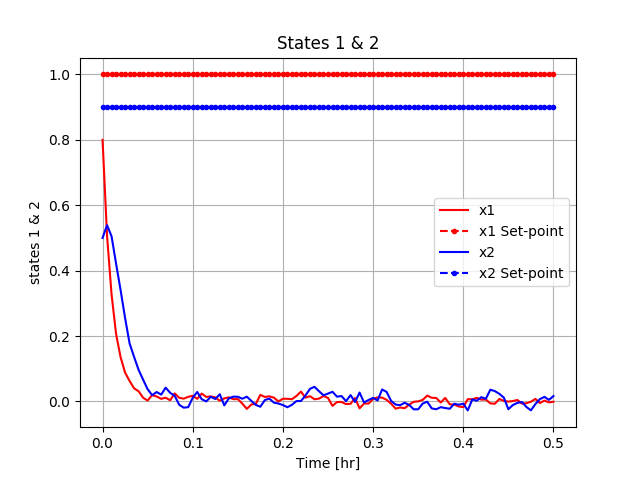 States 1 & 2
1.0
0.8
0.6
0.4
0.2
0.0
states 1 & 2
x1
x1 Set-point
x2
x2 Set-point
0.0 0.1 0.2 0.3 0.4 0.5
Time [hr]